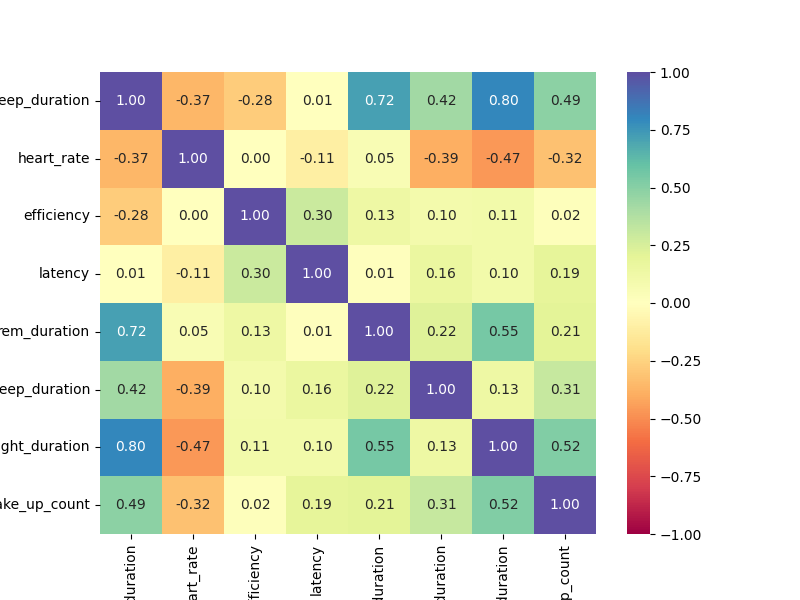 eep_duration 1.00 -0.37 -0.28 0.01 0.72 0.42 0.80 0.49
heart_rate -0.37 1.00 0.00 -0.11 0.05 -0.39 -0.47 -0.32
efficiency -0.28 0.00 1.00 0.30 0.13 0.10 0.11 0.02
latency 0.01 -0.11 0.30 1.00 0.01 0.16 0.10 0.19
rem_duration 0.72 0.05 0.13 0.01 1.00 0.22 0.55 0.21
eep_duration 0.42 -0.39 0.10 0.16 0.22 1.00 0.13 0.31
ght_duration 0.80 -0.47 0.11 0.10 0.55 0.13 1.00 0.52
ake_up_count 0.49 -0.32 0.02 0.19 0.21 0.31 0.52 1.00
duration
art_rate
fficiency
latency
duration
duration
duration
p_count
1.00
0.75
0.50
0.25
0.00
−0.25
−0.50
−0.75
−1.00